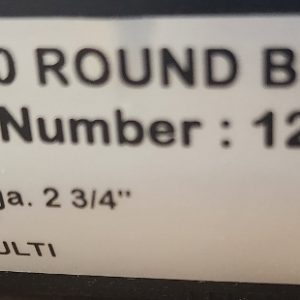 0 ROUND B
Number : 12
ga. 2 3/4"
ULTI